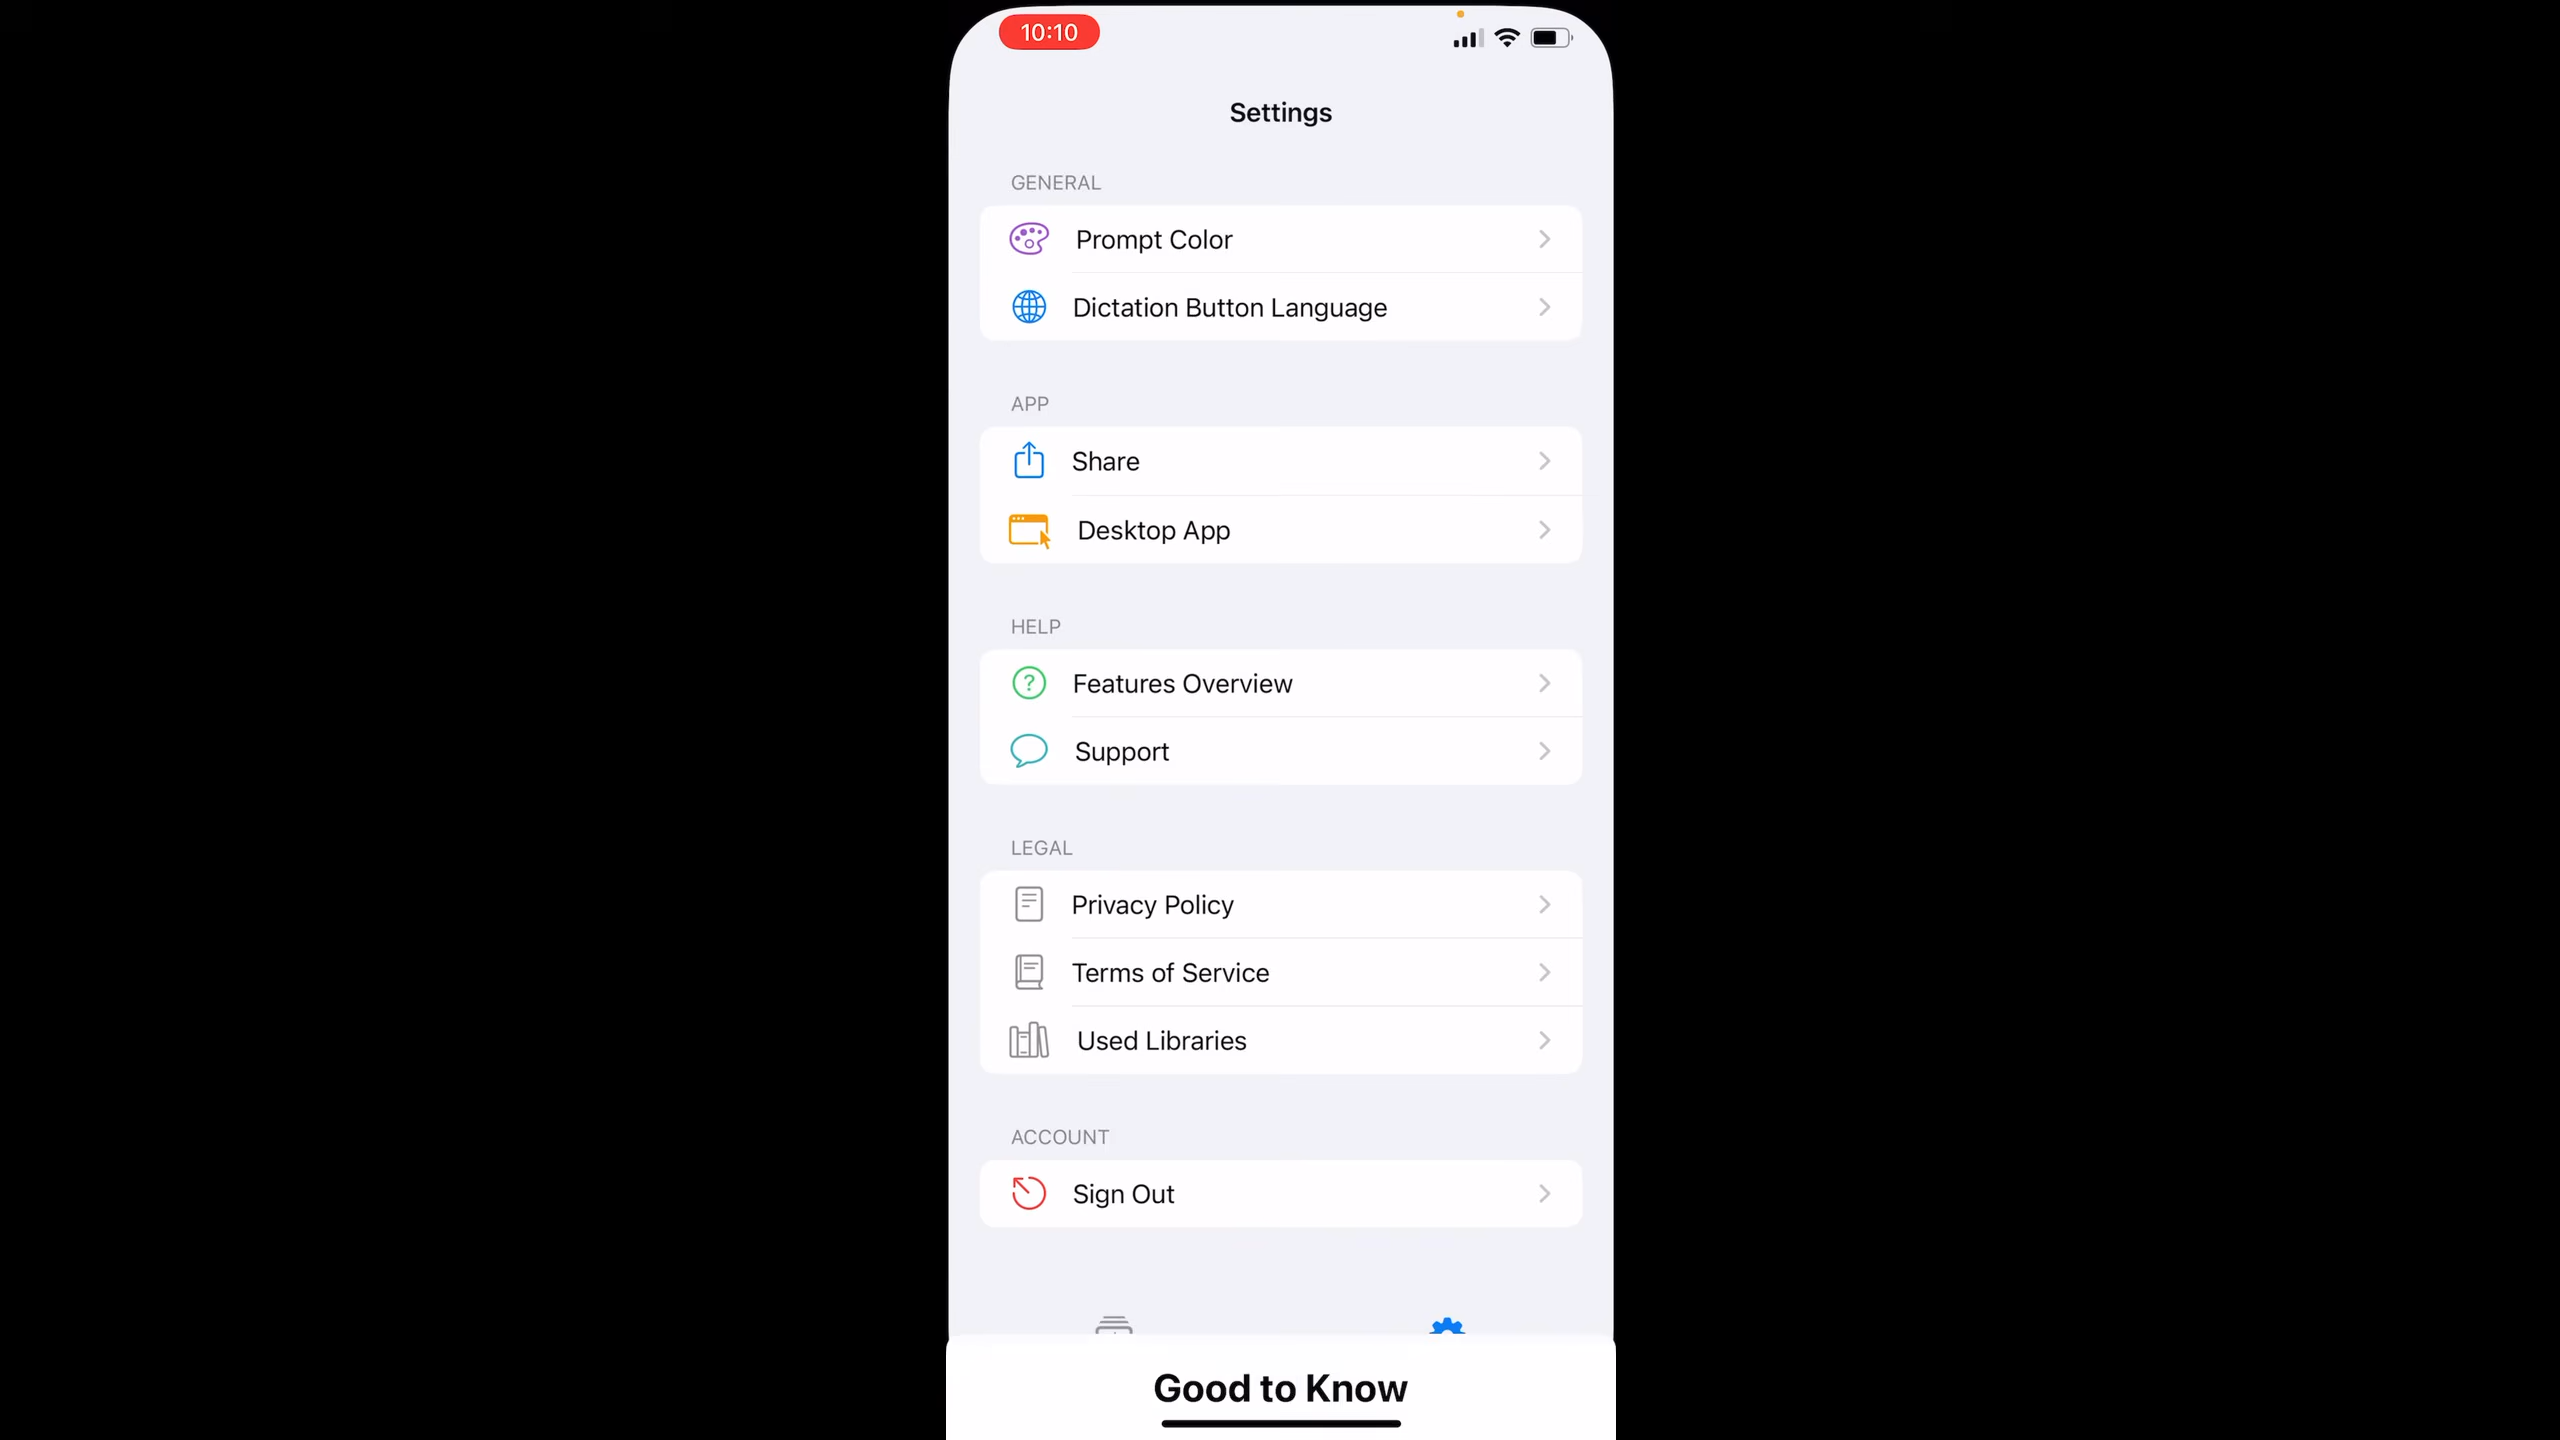 10:10
Settings
GENERAL
Prompt Color
Dictation Button Language
APP
Share
Desktop App
HELP
Features Overview
Support
LEGAL
Privacy Policy
Terms of Service
Used Libraries
ACCOUNT
Sign Out
Good to Know